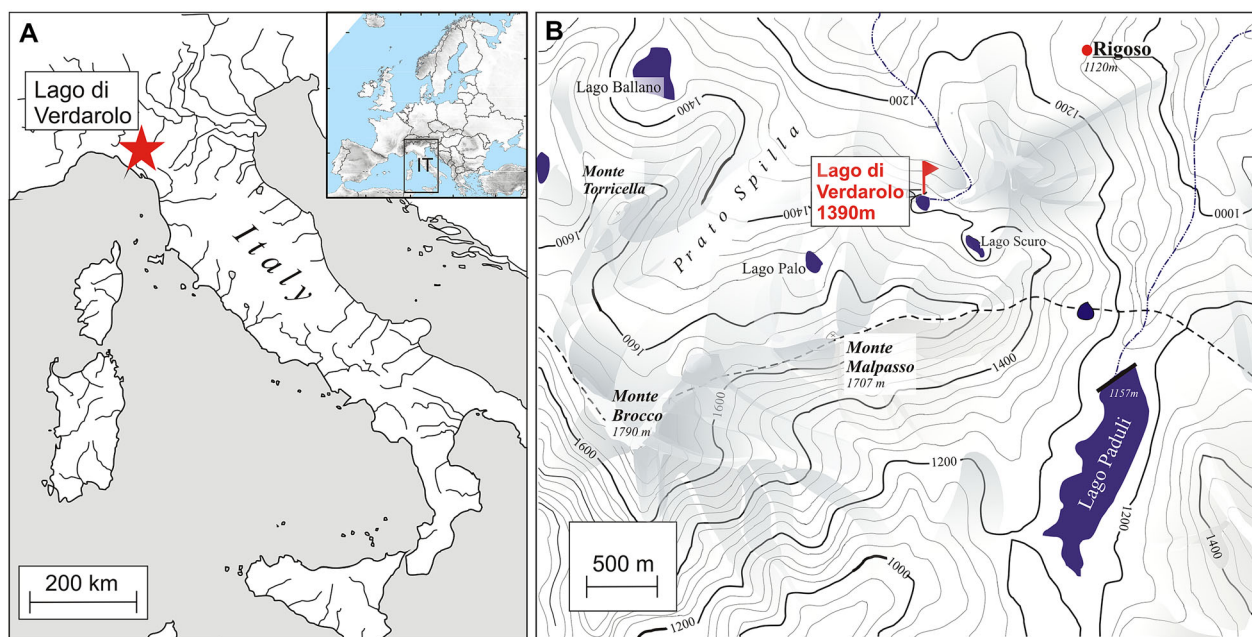 A
Lago di
Verdarolo
IT
Italy
200 km
B
Rigoso
1120m
Lago Ballano
1400
1200
1200
Prato Spilla
Monte
Torricella
Lago di
Verdarolo
1390m
1400
1600
1000
Lago Scuro
Lago Palo
1600
Monte
Malpasso
1707 m
1400
Monte
Brocco
1790 m
1600
1157m
1600
1200
Lago Paduli
1200
1400
500 m
1000
1200